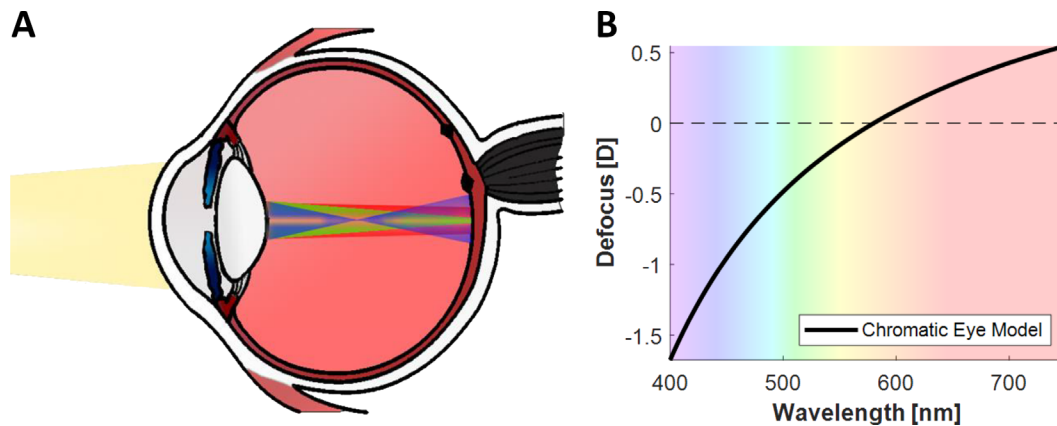 A
B
Defocus [D]
0.5
0
-0.5
-1
-1.5
Chromatic Eye Model
400
500
600
700
Wavelength [nm]